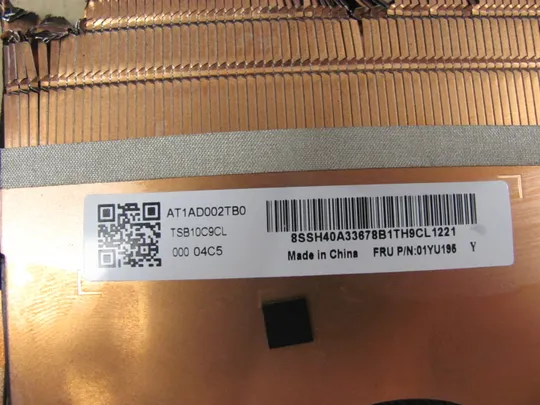 AT1AD002TB0
TSB10C9CL
000 04C5
8SSH40A33678B1TH9CL1221
Made in China FRU P/N:01YU195 Y